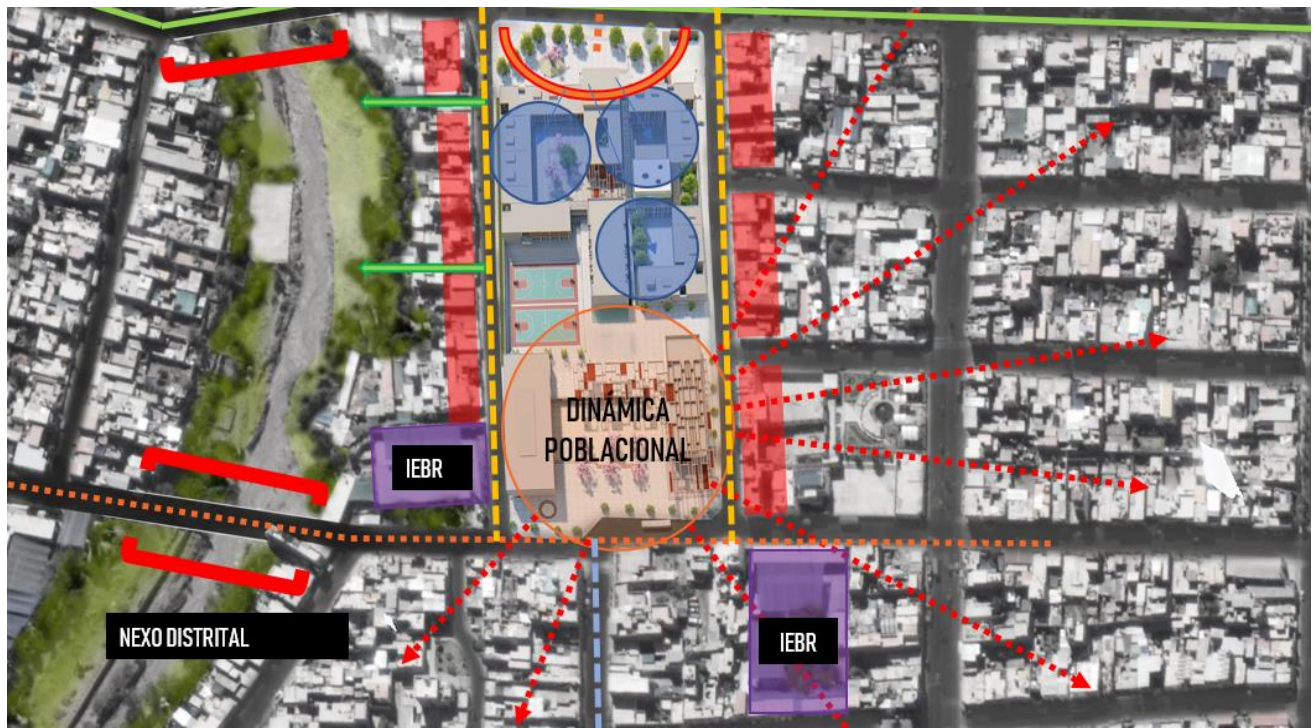 DINÁMICA
POBLACIONAL
IEBR
IEBR
NEXO DISTRITAL